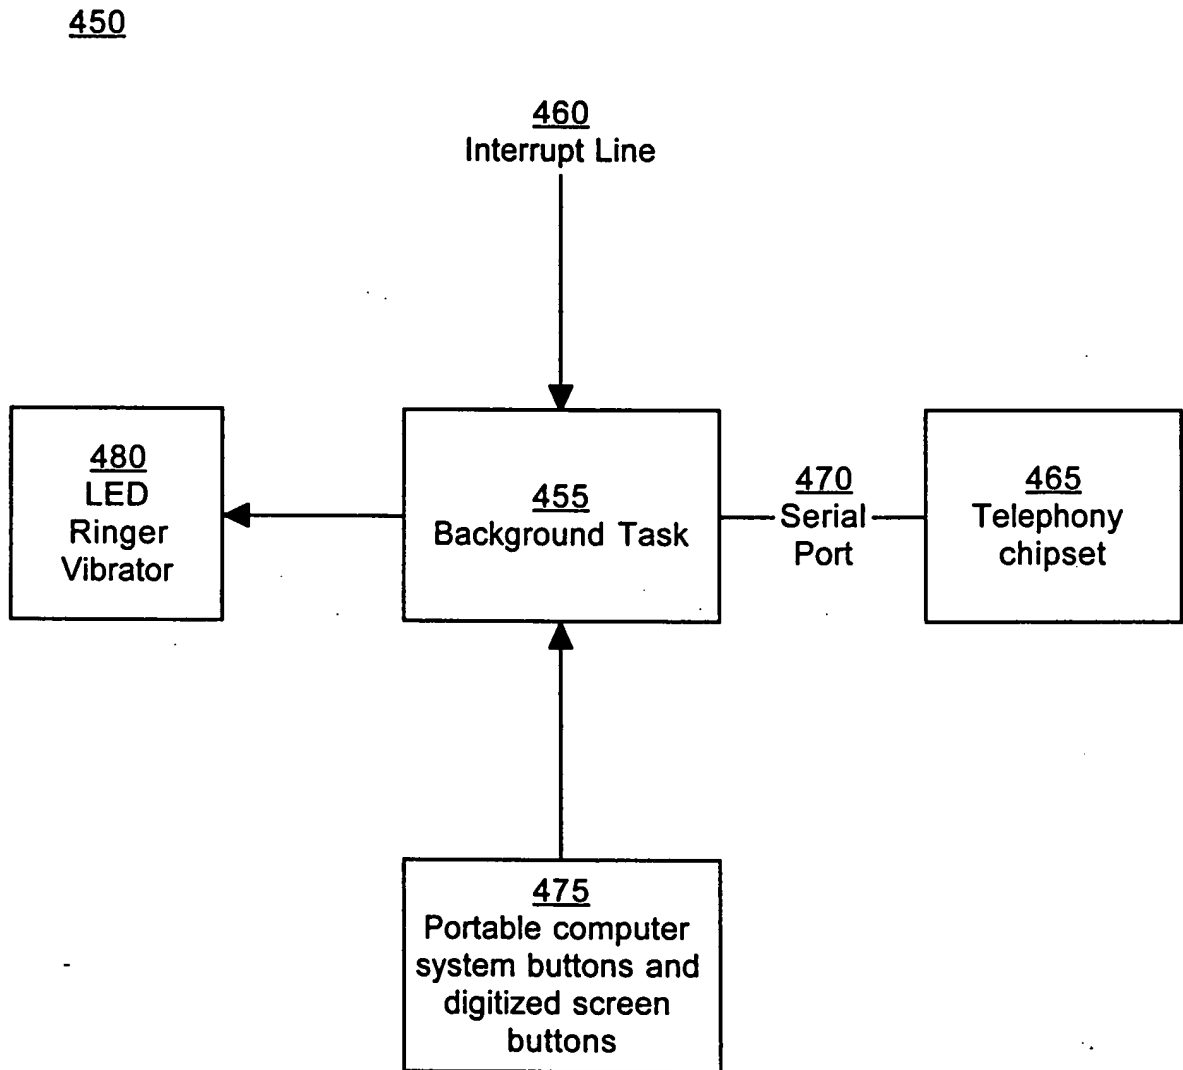 450
460
Interrupt Line
480
LED
Ringer
Vibrator
455
Background Task
470
Serial
Port
465
Telephony
chipset
475
Portable computer
system buttons and
digitized screen
buttons